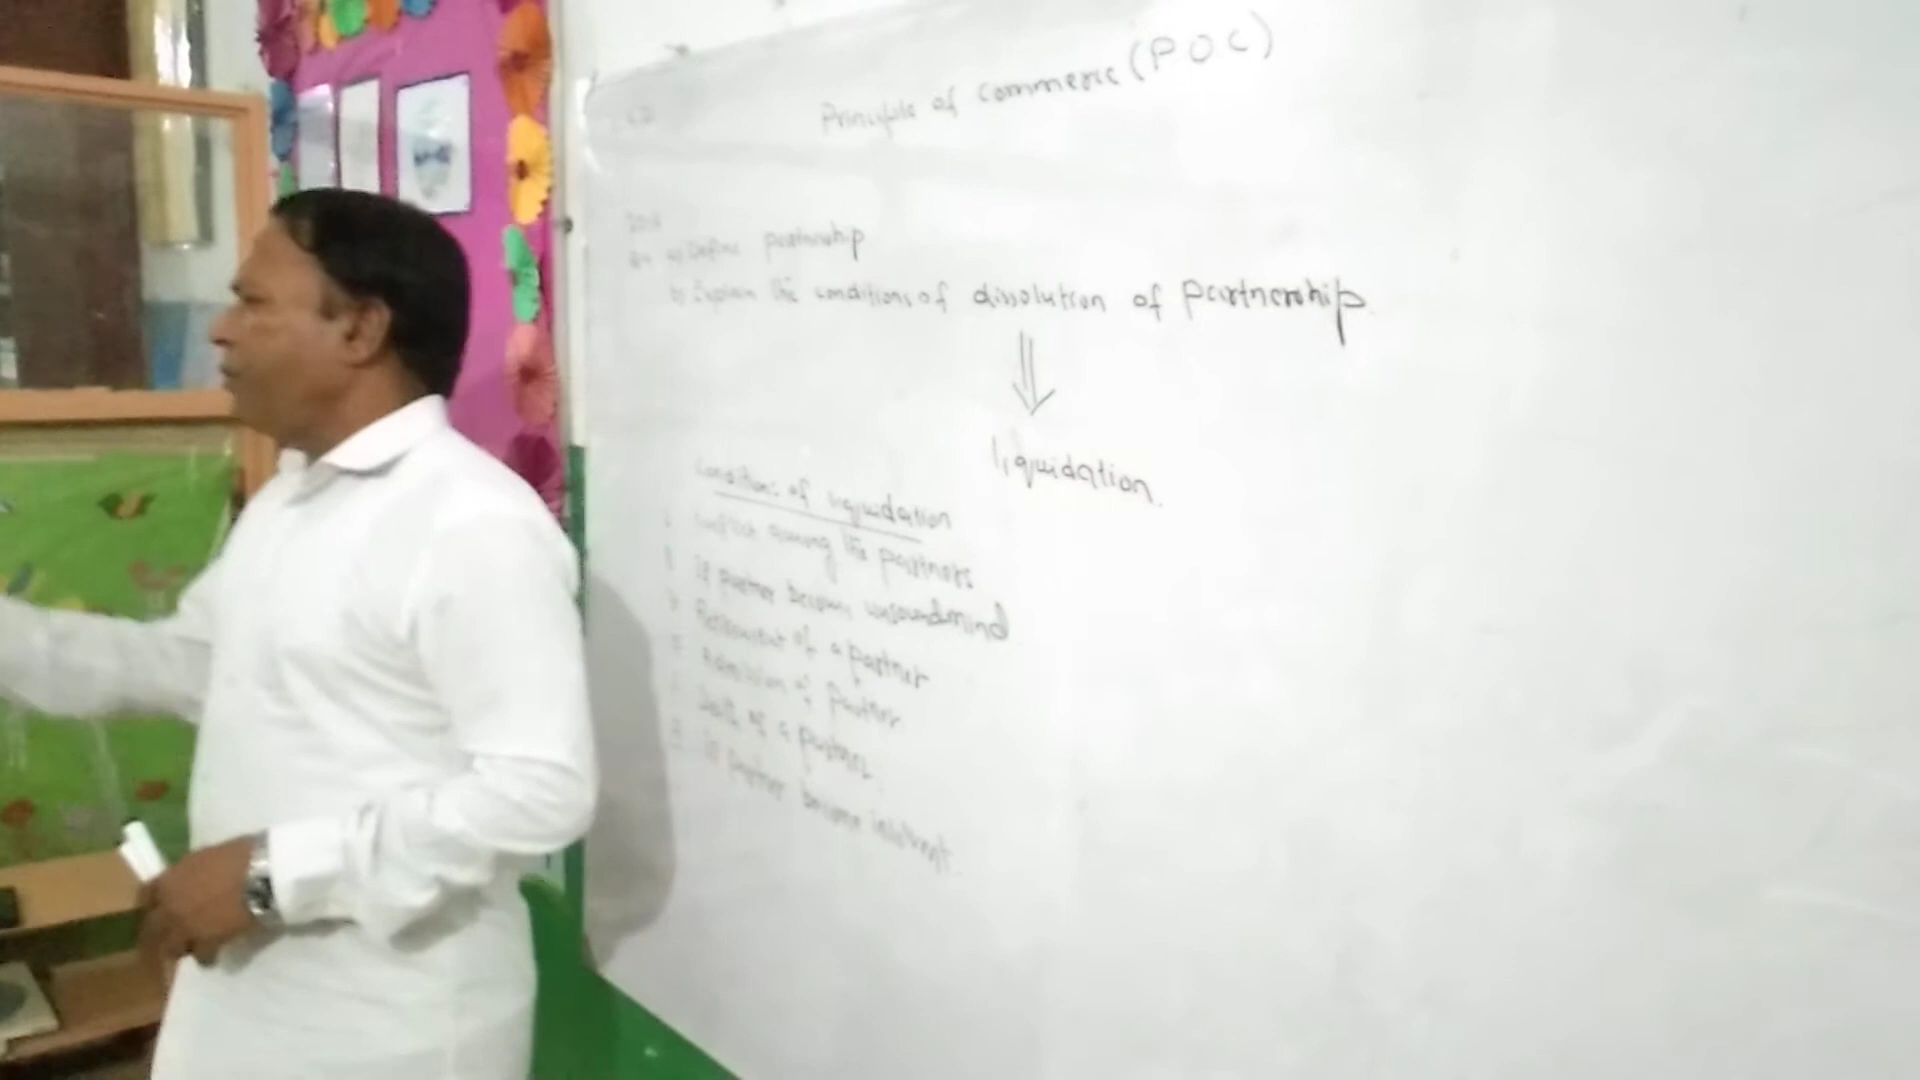 Principle of commerce (POC)
a) Define partnership
b) Explain the conditions of dissolution of partnership.
liquidation.
Conditions of liquidation
conflict among the partners
if partner become unsoundmind
Retirement of a partner
Admission of partner.
Death of a partner
if partner become insolvent.